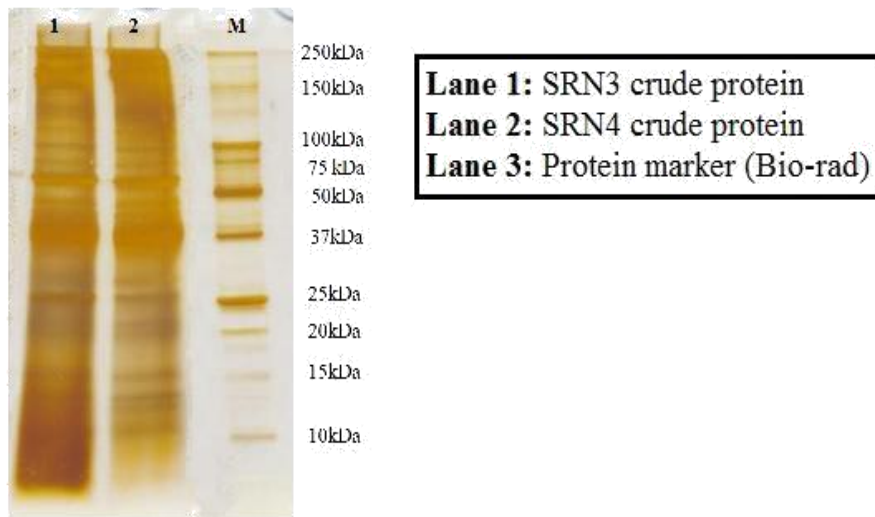 1 2 M
250kDa
150kDa
100kDa
75 kDa
50kDa
37kDa
25kDa
20kDa
15kDa
10kDa
Lane 1: SRN3 crude protein
Lane 2: SRN4 crude protein
Lane 3: Protein marker (Bio-rad)